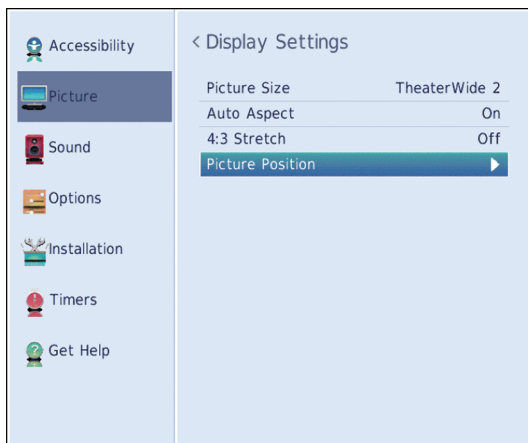 Accessibility
Picture
Sound
Options
Installation
Timers
Get Help
< Display Settings
Picture Size TheaterWide 2
Auto Aspect On
4:3 Stretch Off
Picture Position